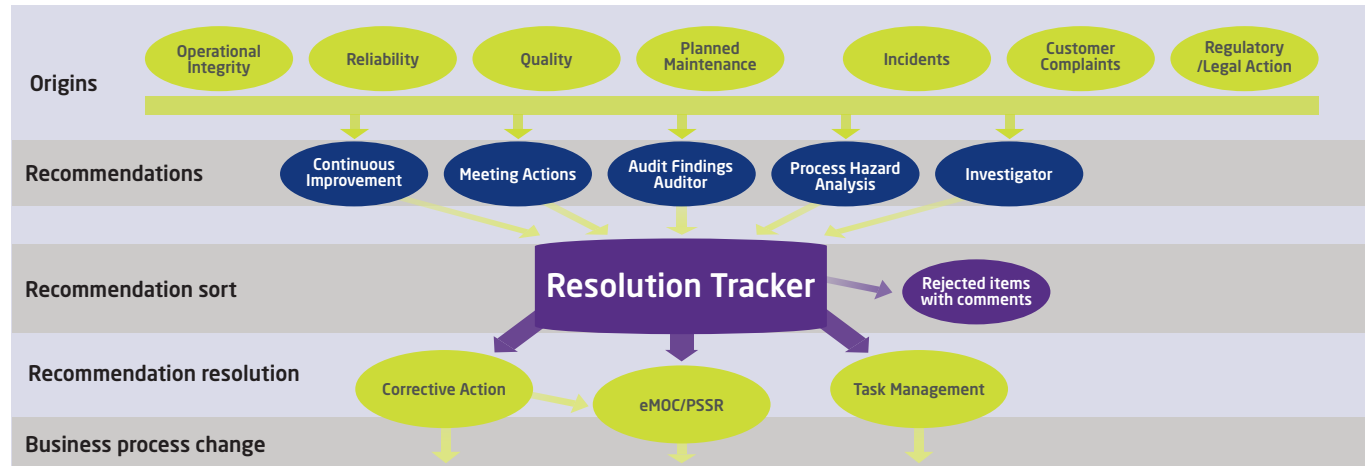 Origins
Operational
Integrity
Reliability
Quality
Planned
Maintenance
Incidents
Customer
Complaints
Regulatory
/Legal Action
Recommendations
Continuous
Improvement
Meeting Actions
Audit Findings
Auditor
Process Hazard
Analysis
Investigator
Recommendation sort
Resolution Tracker
Rejected items
with comments
Recommendation resolution
Corrective Action
eMOC/PSSR
Task Management
Business process change